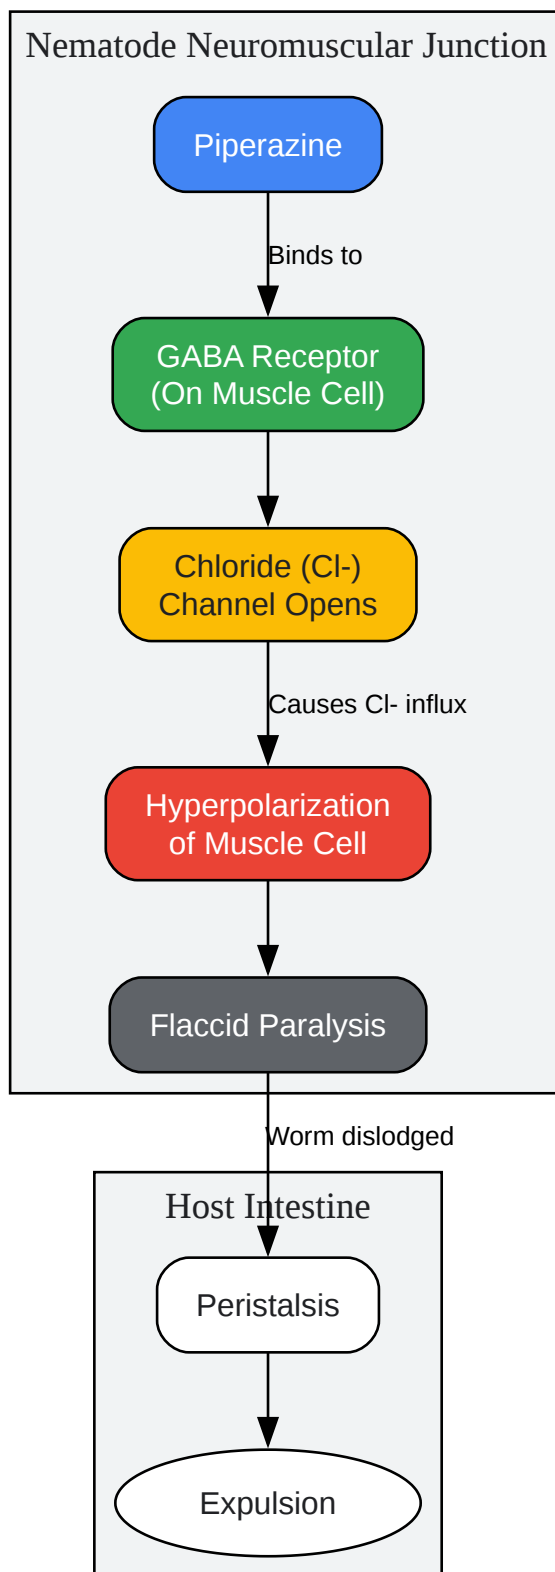 Nematode Neuromuscular Junction
Piperazine
Binds to
GABA Receptor
(On Muscle Cell)
Chloride (Cl-)
Channel Opens
Causes Cl- influx
Hyperpolarization
of Muscle Cell
Flaccid Paralysis
Worm dislodged
Host Intestine
Peristalsis
Expulsion